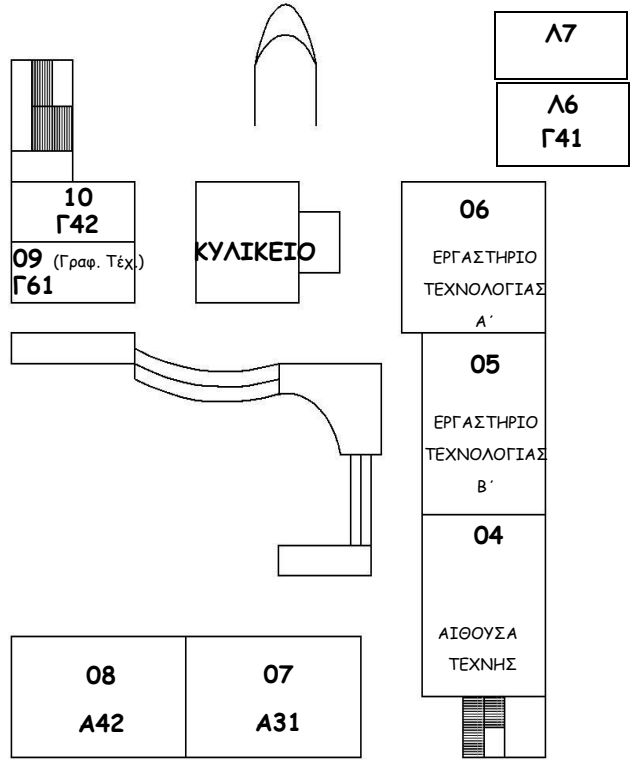 Λ7
Λ6
Γ41
10
Γ42
09 (Γραφ. Τέχ.)
Γ61
ΚΥΛΙΚΕΙΟ
06
ΕΡΓΑΣΤΗΡΙΟ
ΤΕΧΝΟΛΟΓΙΑΣ
Α΄
05
ΕΡΓΑΣΤΗΡΙΟ
ΤΕΧΝΟΛΟΓΙΑΣ
Β΄
04
ΑΙΘΟΥΣΑ
ΤΕΧΝΗΣ
08
Α42
07
Α31